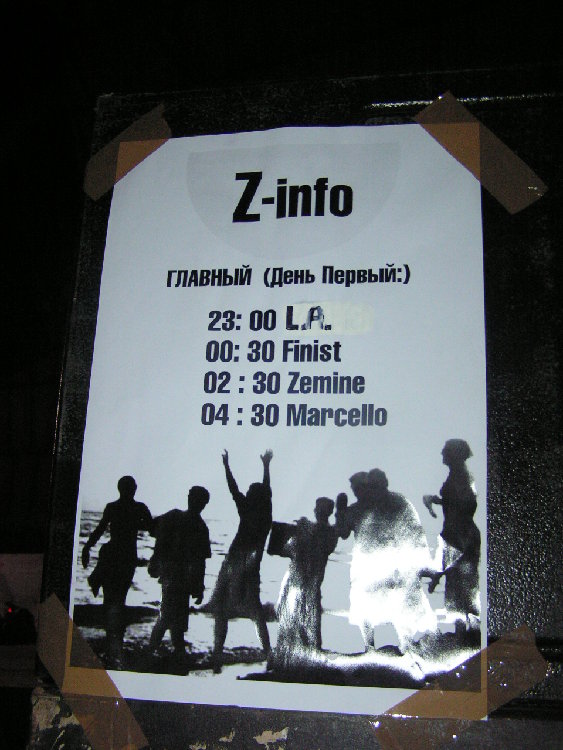 Z-info
ГЛАВНЫЙ (День Первый:)
23: 00 L.A.
00: 30 Finist
02 : 30 Zemine
04 : 30 Marcello